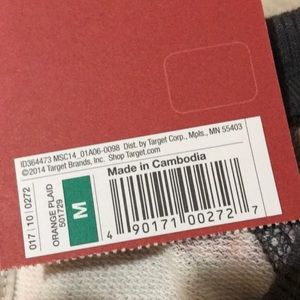 ID364473 MSC14_01A06-0098 Dist. by Target Corp., Mpls., MN 55403
©2014 Target Brands, Inc. Shop Target.com
Made in Cambodia
017 | 10 | 0272
ORANGE PLAID
501729
M
4 90171 00272 7